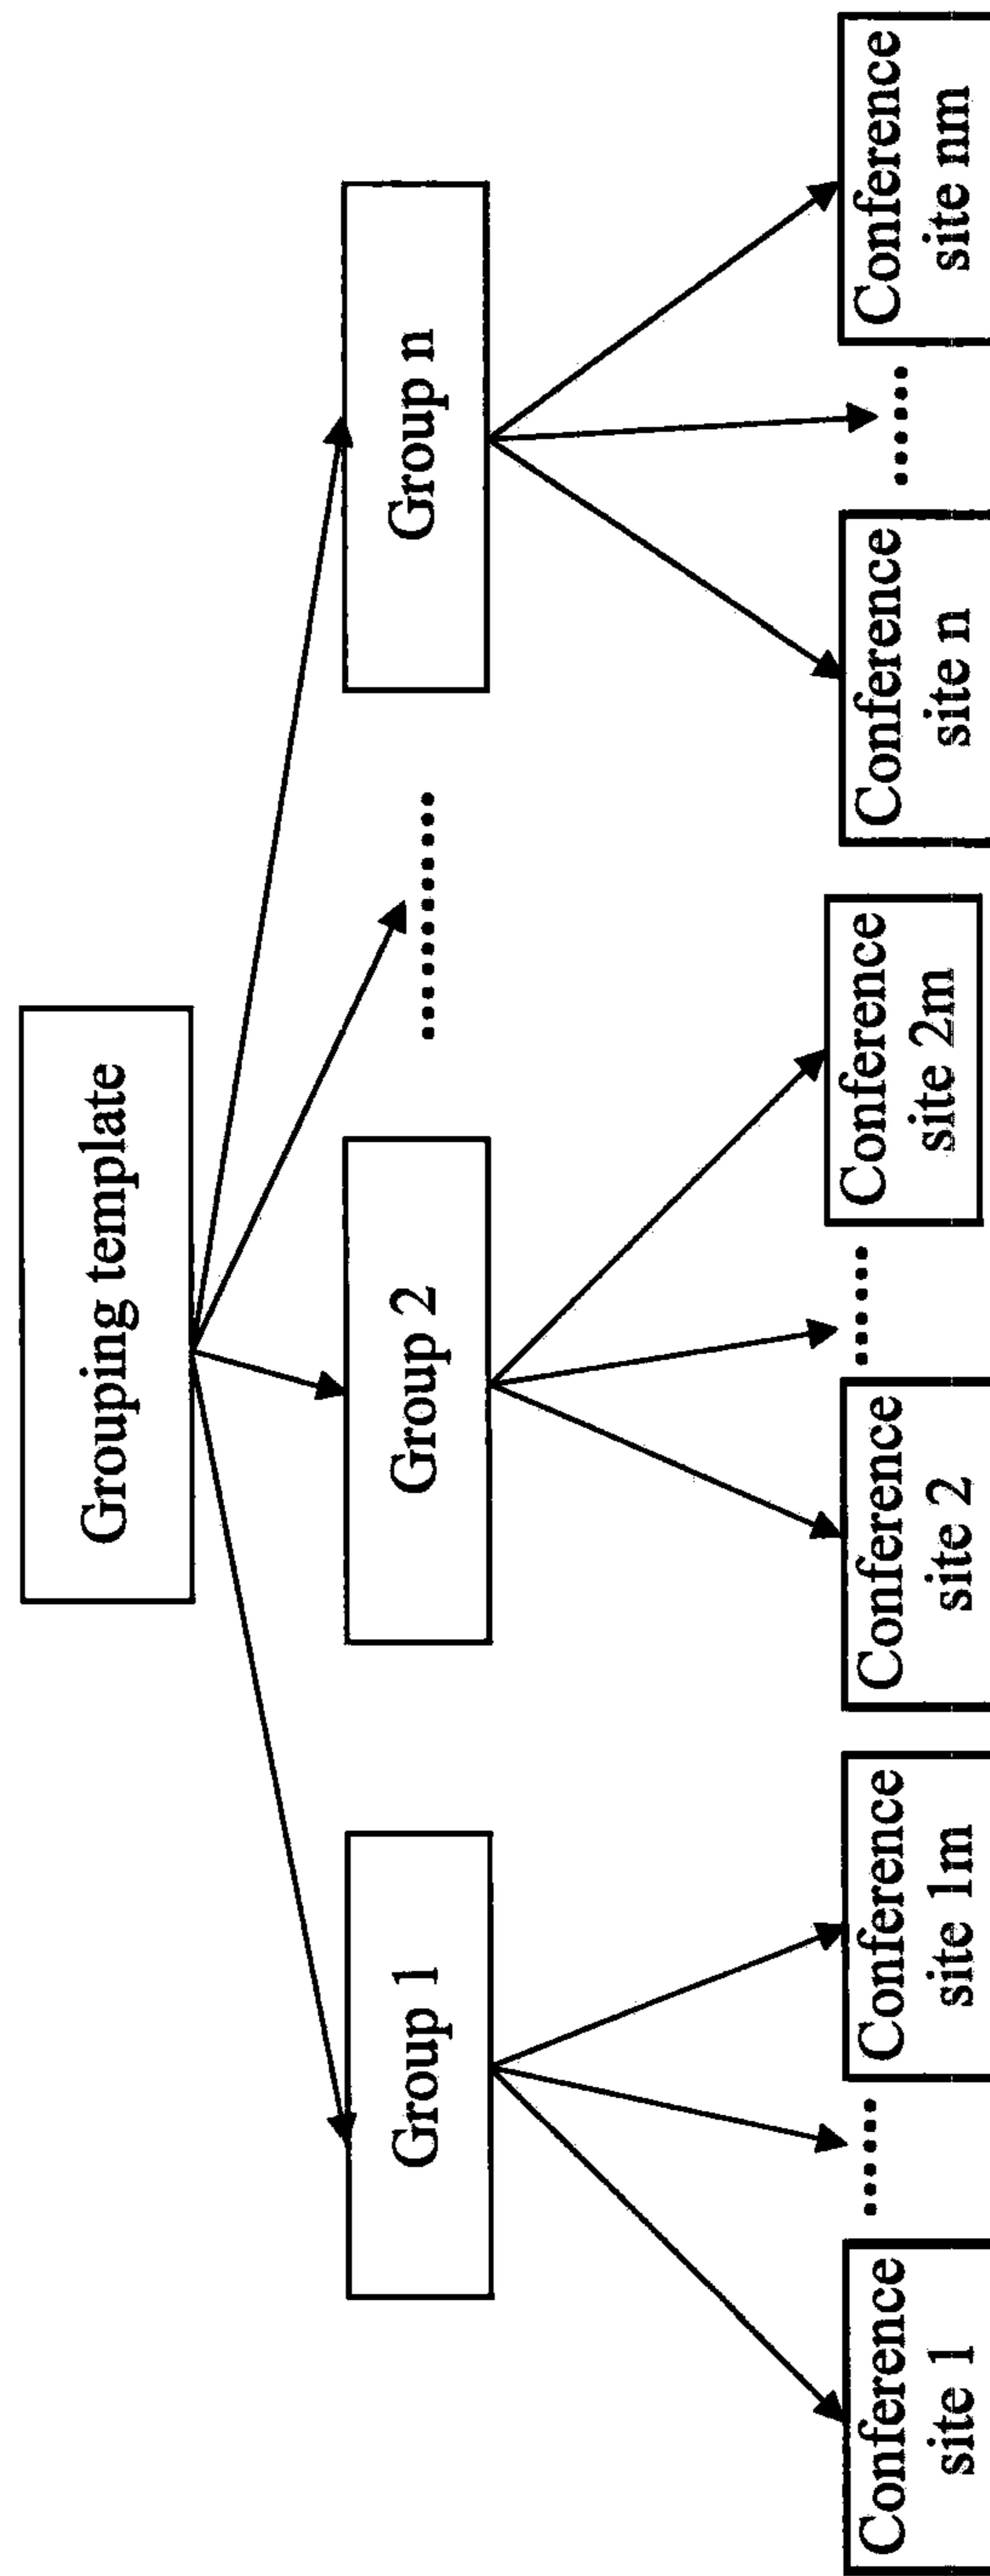 Grouping template
Group 1
Group 2
............
Group n
Conference
site 1
......
Conference
site 1m
Conference
site 2
......
Conference
site 2m
Conference
site n
......
Conference
site nm